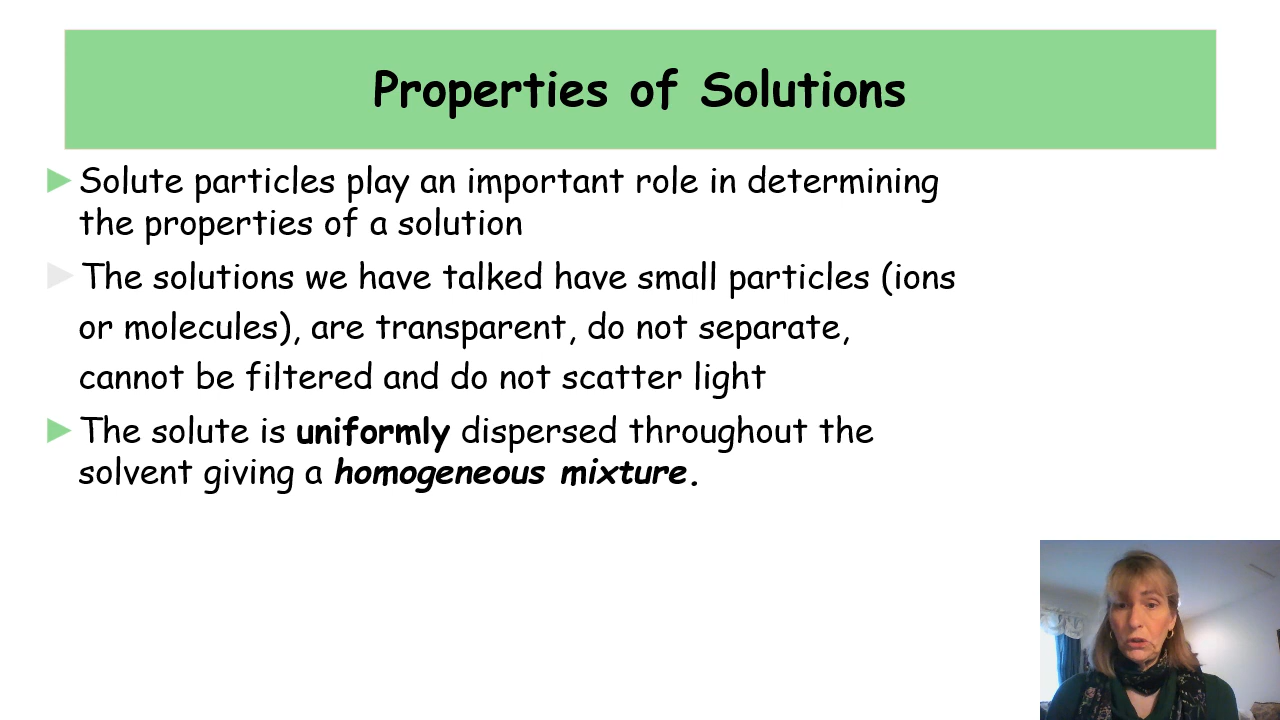 Properties of Solutions
Solute particles play an important role in determining
the properties of a solution
The solutions we have talked have small particles (ions
or molecules), are transparent, do not separate,
cannot be filtered and do not scatter light
The solute is uniformly dispersed throughout the
solvent giving a homogeneous mixture.